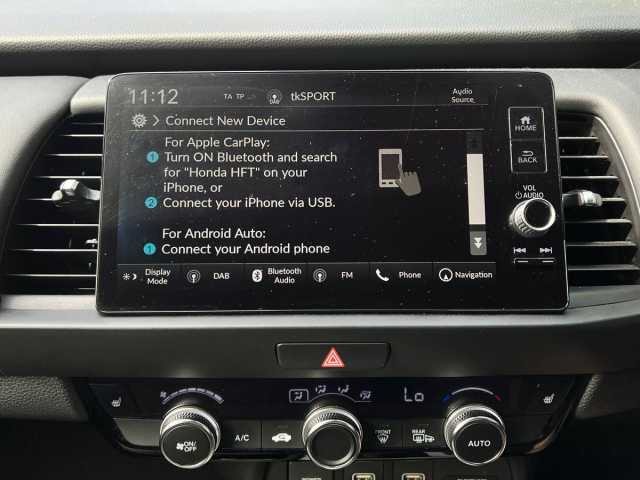 11:12 TA TP DAB tkSPORT Audio Source
Connect New Device
HOME
For Apple CarPlay:
1 Turn ON Bluetooth and search
for "Honda HFT" on your
iPhone, or
2 Connect your iPhone via USB.
BACK
For Android Auto:
1 Connect your Android phone
VOL
AUDIO
Display Mode DAB Bluetooth Audio FM Phone Navigation
Lo
ON/OFF A/C FRONT REAR AUTO